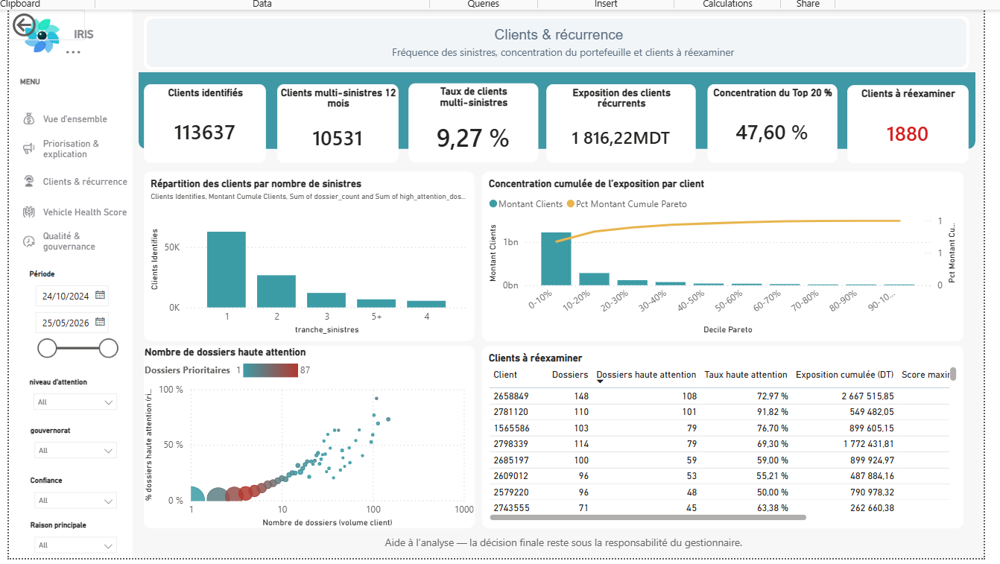 Clipboard
Data
Queries
Insert
Calculations
Share
IRIS
MENU
Vue d'ensemble
Priorisation &
explication
Clients & récurrence
Vehicle Health Score
Qualité &
gouvernance
Période
24/10/2024
25/05/2026
niveau d'attention
All
gouvernorat
All
Confiance
All
Raison principale
All
Clients & récurrence
Fréquence des sinistres, concentration du portefeuille et clients à réexaminer
Clients identifiés
113637
Clients multi-sinistres 12
mois
10531
Taux de clients
multi-sinistres
9,27 %
Exposition des clients
récurrents
1 816,22MDT
Concentration du Top 20 %
47,60 %
Clients à réexaminer
1880
Répartition des clients par nombre de sinistres
Clients Identifies, Montant Cumule Clients, Sum of dossier_count and Sum of high_attention_dos...
Clients Identifies
50K
0K
1 2 3 5+ 4
tranche_sinistres
Concentration cumulée de l'exposition par client
Montant Clients Pct Montant Cumule Pareto
Montant Clients
1bn
0bn
1
1
0
Pct Montant Cu...
0-10% 10-20% 20-30% 30-40% 40-50% 50-60% 60-70% 70-80% 80-90% 90-10...
Decile Pareto
Nombre de dossiers haute attention
Dossiers Prioritaires 1 87
% dossiers haute attention (ri...
100 %
50 %
0 %
1 10 100 1000
Nombre de dossiers (volume client)
Clients à réexaminer
Client Dossiers Dossiers haute attention Taux haute attention Exposition cumulée (DT) Score maxir
2658849 148 108 72,97 % 2 667 515,85
2781120 110 101 91,82 % 549 482,05
1565586 103 79 76,70 % 899 605,15
2798339 114 79 69,30 % 1 772 431,81
2685197 100 59 59,00 % 899 924,97
2609012 96 53 55,21 % 487 884,16
2579220 96 48 50,00 % 790 978,32
2743555 71 45 63,38 % 262 660,38
Aide à l'analyse — la décision finale reste sous la responsabilité du gestionnaire.